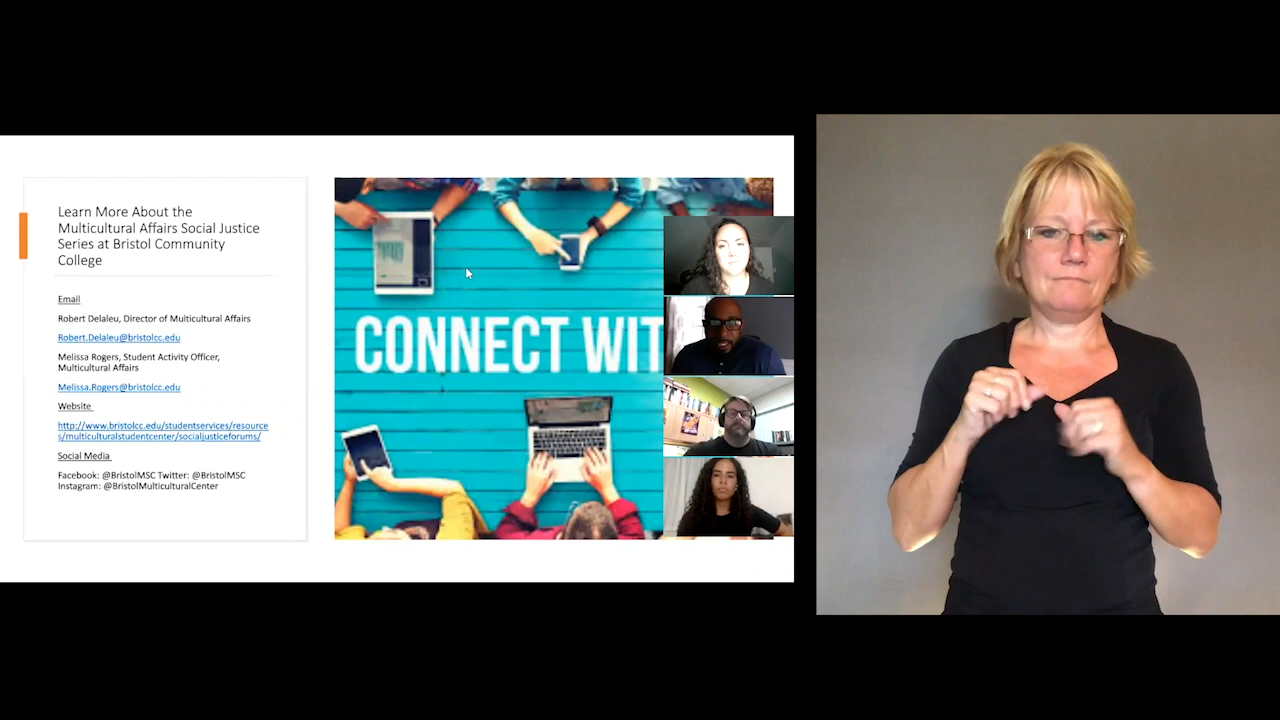 Learn More About the
Multicultural Affairs Social Justice
Series at Bristol Community
College
Email
Robert Delaleu, Director of Multicultural Affairs
Robert.Delaleu@bristolcc.edu
Melissa Rogers, Student Activity Officer,
Multicultural Affairs
Melissa.Rogers@bristolcc.edu
Website
http://www.bristolcc.edu/studentservices/resource
s/multiculturalstudentcenter/socialjusticeforums/
Social Media
Facebook: @BristolMSC Twitter: @BristolMSC
Instagram: @BristolMulticulturalCenter
CONNECT WIT